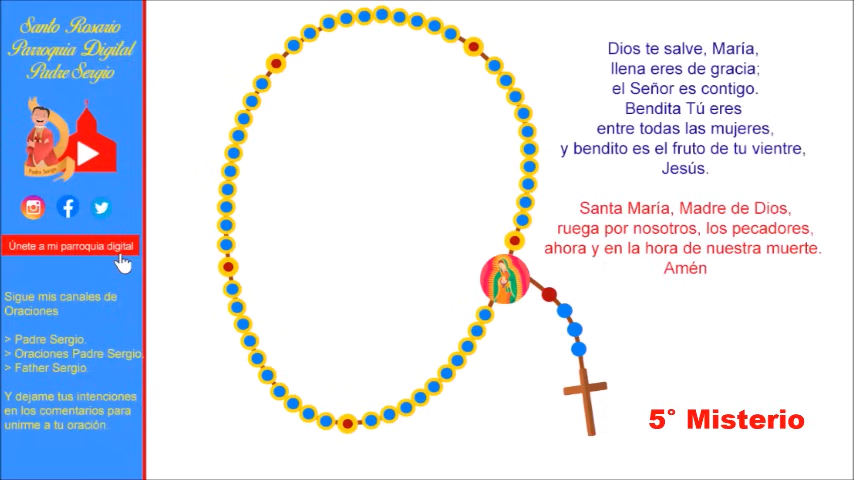 Santo Rosario
Parroquia Digital
Padre Sergio
Padre Sergio
Únete a mi parroquia digital
Sigue mis canales de
Oraciones
> Padre Sergio.
> Oraciones Padre Sergio.
> Father Sergio.
Y dejame tus intenciones
en los comentarios para
unirme a tu oración.
Dios te salve, María,
llena eres de gracia;
el Señor es contigo.
Bendita Tú eres
entre todas las mujeres,
y bendito es el fruto de tu vientre,
Jesús.
Santa María, Madre de Dios,
ruega por nosotros, los pecadores,
ahora y en la hora de nuestra muerte.
Amén
5° Misterio